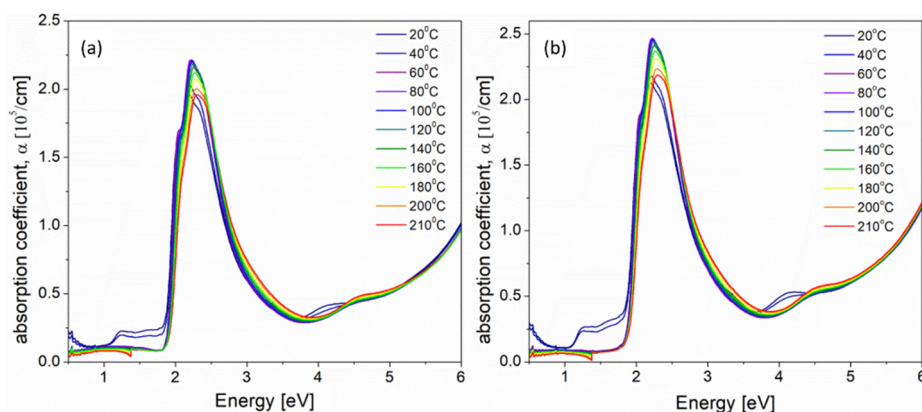 (a)
20°C
40°C
60°C
80°C
100°C
120°C
140°C
160°C
180°C
200°C
210°C
absorption coefficient, α [10⁵/cm]
2.5
2.0
1.5
1.0
0.5
0.0
1 2 3 4 5 6
Energy [eV]
(b)
20°C
40°C
60°C
80°C
100°C
120°C
140°C
160°C
180°C
200°C
210°C
absorption coefficient, α [10⁵/cm]
2.5
2.0
1.5
1.0
0.5
0.0
1 2 3 4 5 6
Energy [eV]